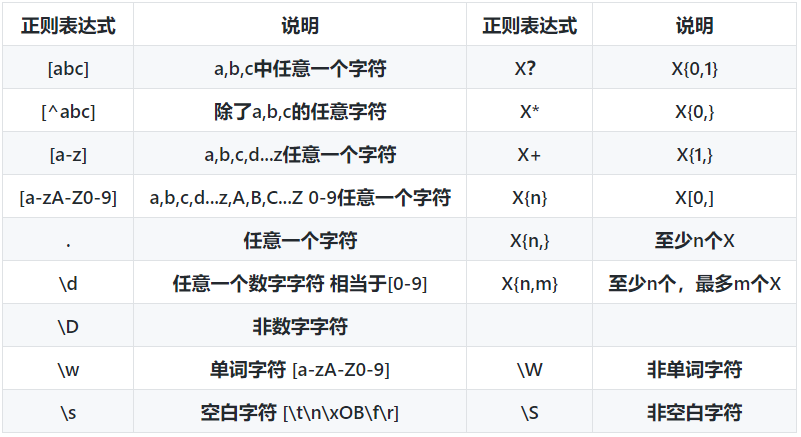 正则表达式 说明 正则表达式 说明
[abc] a,b,c中任意一个字符 X? X{0,1}
[^abc] 除了a,b,c的任意字符 X* X{0,}
[a-z] a,b,c,d...z任意一个字符 X+ X{1,}
[a-zA-Z0-9] a,b,c,d...z,A,B,C...Z 0-9任意一个字符 X{n} X[0,]
. 任意一个字符 X{n,} 至少n个X
\d 任意一个数字字符 相当于[0-9] X{n,m} 至少n个，最多m个X
\D 非数字字符
\w 单词字符 [a-zA-Z0-9] \W 非单词字符
\s 空白字符 [\t\n\xOB\f\r] \S 非空白字符